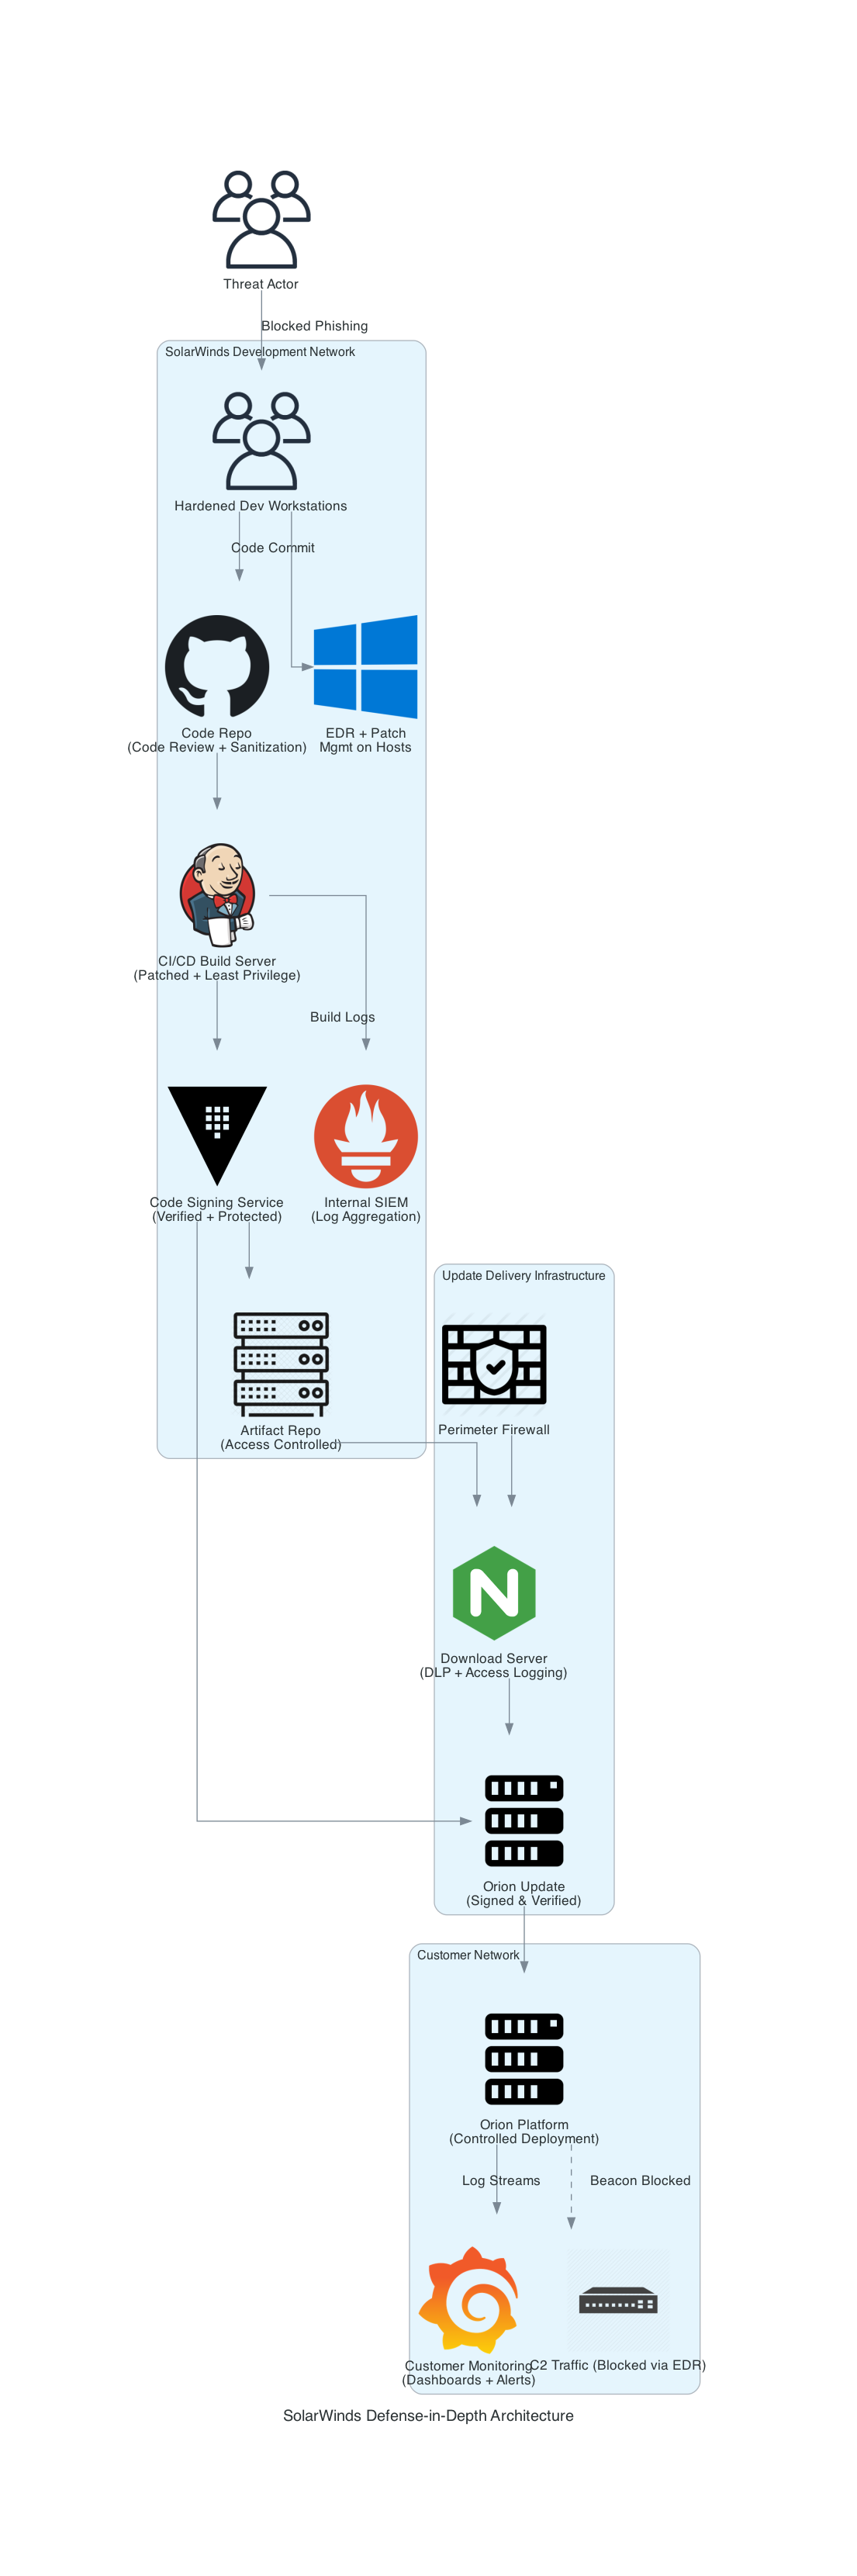 Threat Actor
Blocked Phishing
SolarWinds Development Network
Hardened Dev Workstations
Code Commit
Code Repo
(Code Review + Sanitization)
EDR + Patch
Mgmt on Hosts
CI/CD Build Server
(Patched + Least Privilege)
Build Logs
Code Signing Service
(Verified + Protected)
Internal SIEM
(Log Aggregation)
Update Delivery Infrastructure
Artifact Repo
(Access Controlled)
Perimeter Firewall
N
Download Server
(DLP + Access Logging)
Orion Update
(Signed & Verified)
Customer Network
Orion Platform
(Controlled Deployment)
Log Streams
Beacon Blocked
Customer Monitoring
(Dashboards + Alerts)
C2 Traffic (Blocked via EDR)
SolarWinds Defense-in-Depth Architecture